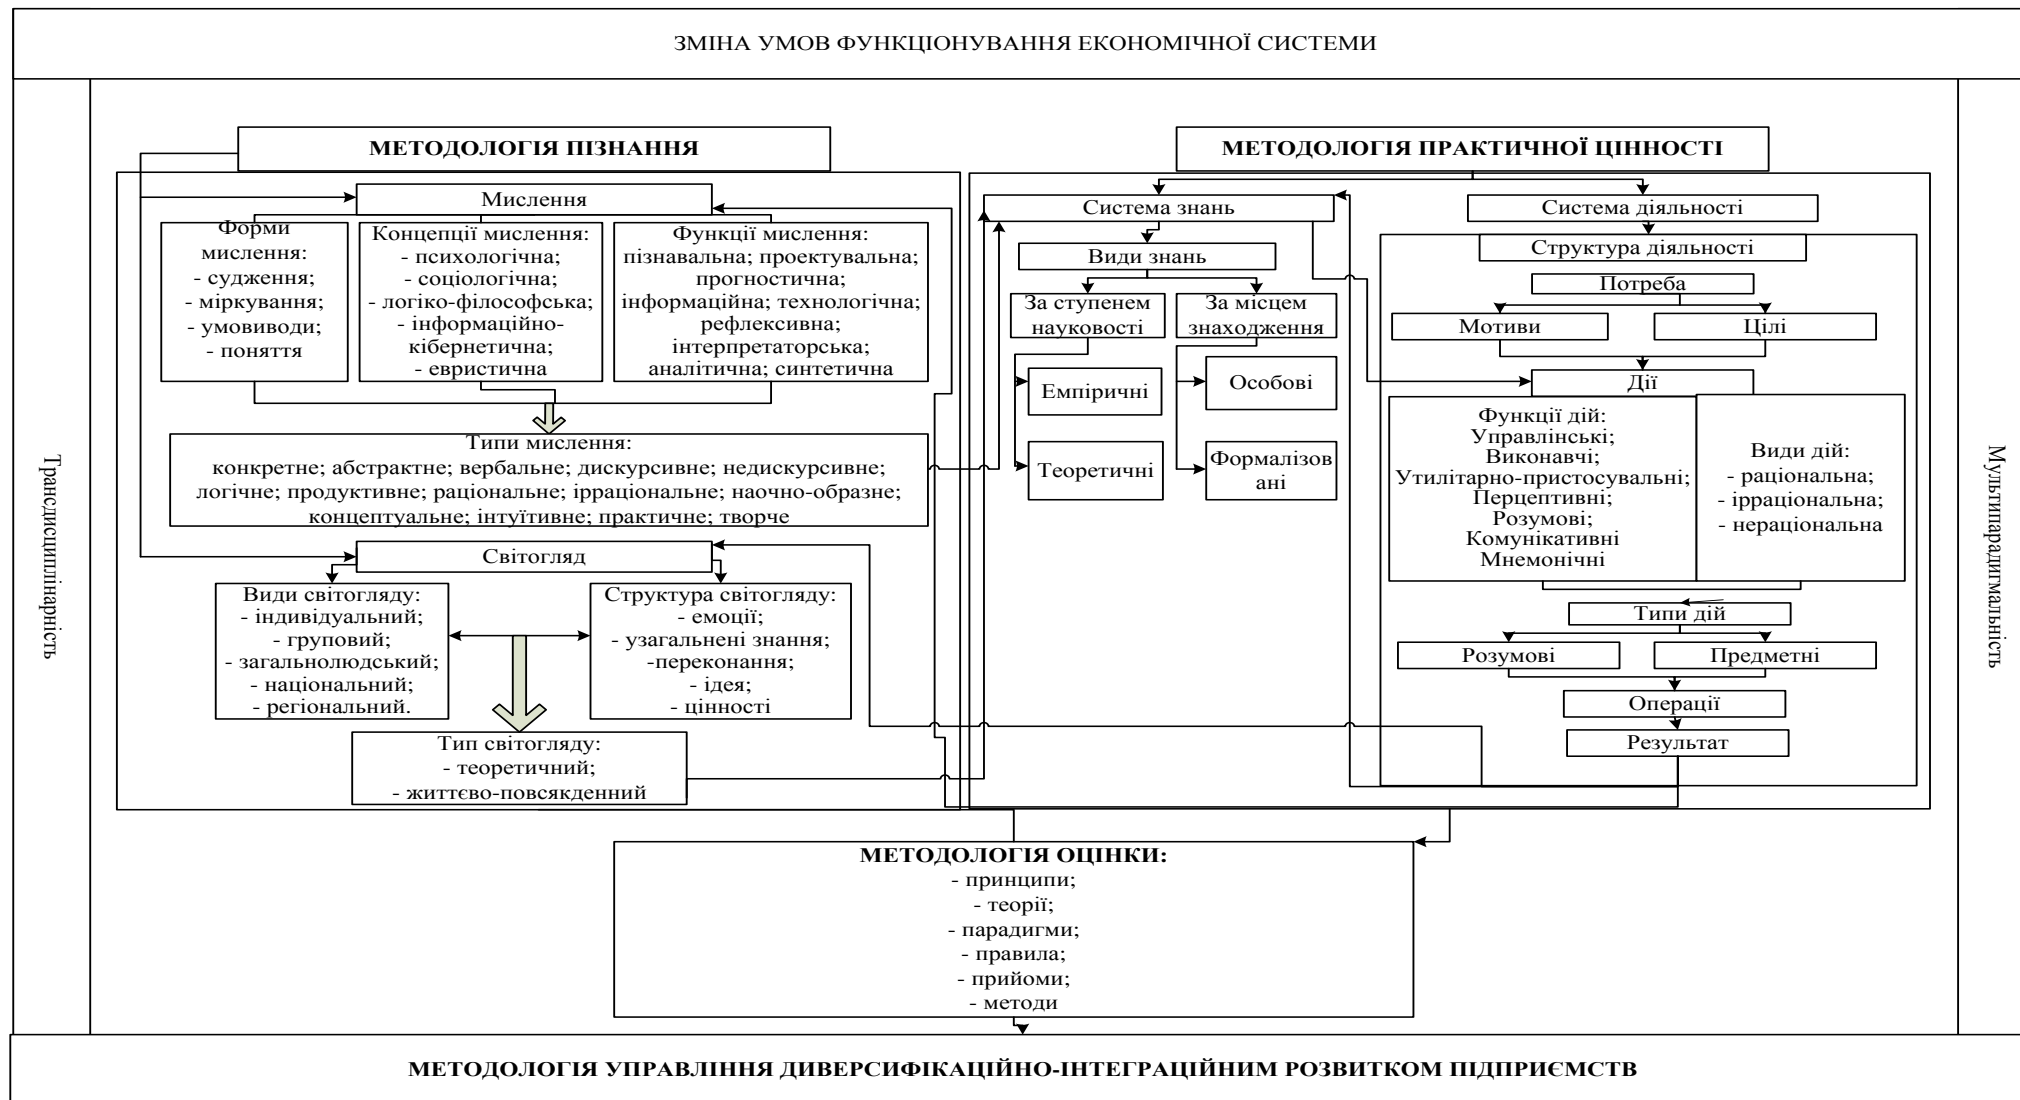 ЗМІНА УМОВ ФУНКЦІОНУВАННЯ ЕКОНОМІЧНОЇ СИСТЕМИ
Трансдисциплінарність
МЕТОДОЛОГІЯ ПІЗНАННЯ
Мислення
Форми
мислення:
- судження;
- міркування;
- умовиводи;
- поняття
Концепції мислення:
- психологічна;
- соціологічна;
- логіко-філософська;
- інформаційно-
кібернетична;
- евристична
Функції мислення:
пізнавальна; проектувальна;
прогностична;
інформаційна; технологічна;
рефлексивна;
інтерпретаторська;
аналітична; синтетична
Типи мислення:
конкретне; абстрактне; вербальне; дискурсивне; недискурсивне;
логічне; продуктивне; раціональне; ірраціональне; наочно-образне;
концептуальне; інтуїтивне; практичне; творче
Світогляд
Види світогляду:
- індивідуальний;
- груповий;
- загальнолюдський;
- національний;
- регіональний.
Структура світогляду:
- емоції;
- узагальнені знання;
-переконання;
- ідея;
- цінності
Тип світогляду:
- теоретичний;
- життєво-повсякденний
МЕТОДОЛОГІЯ ПРАКТИЧНОЇ ЦІННОСТІ
Система знань
Види знань
За ступенем
науковості
За місцем
знаходження
Емпіричні
Особові
Теоретичні
Формалізов
ані
Система діяльності
Структура діяльності
Потреба
Мотиви
Цілі
Дії
Функції дій:
Управлінські;
Виконавчі;
Утилітарно-пристосувальні;
Перцептивні;
Розумові;
Комунікативні
Мнемонічні
Види дій:
- раціональна;
- ірраціональна;
- нераціональна
Типи дій
Розумові
Предметні
Операції
Результат
Мультипарадигмальність
МЕТОДОЛОГІЯ ОЦІНКИ:
- принципи;
- теорії;
- парадигми;
- правила;
- прийоми;
- методи
МЕТОДОЛОГІЯ УПРАВЛІННЯ ДИВЕРСИФІКАЦІЙНО-ІНТЕГРАЦІЙНИМ РОЗВИТКОМ ПІДПРИЄМСТВ